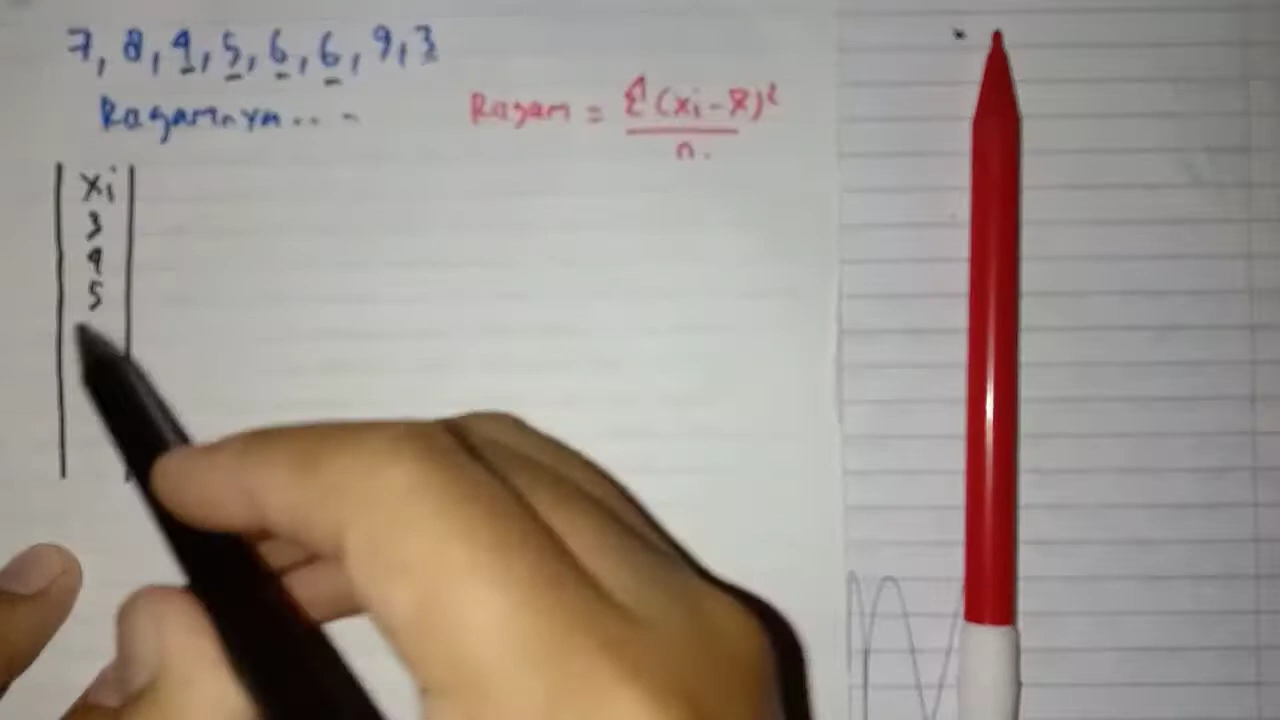 7, 8, 4, 5, 6, 6, 9, 3
Ragamnya...-
Ragam = Σ(xi-x̄)²
n.
xi
3
4
5